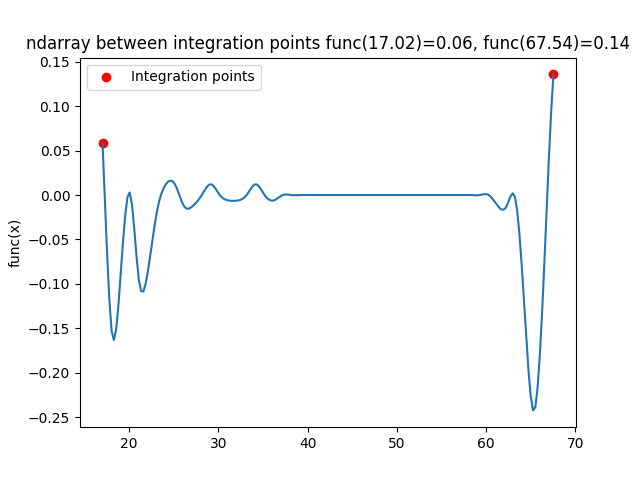 ndarray between integration points func(17.02)=0.06, func(67.54)=0.14
Integration points
func(x)
0.15
0.10
0.05
0.00
−0.05
−0.10
−0.15
−0.20
−0.25
20 30 40 50 60 70